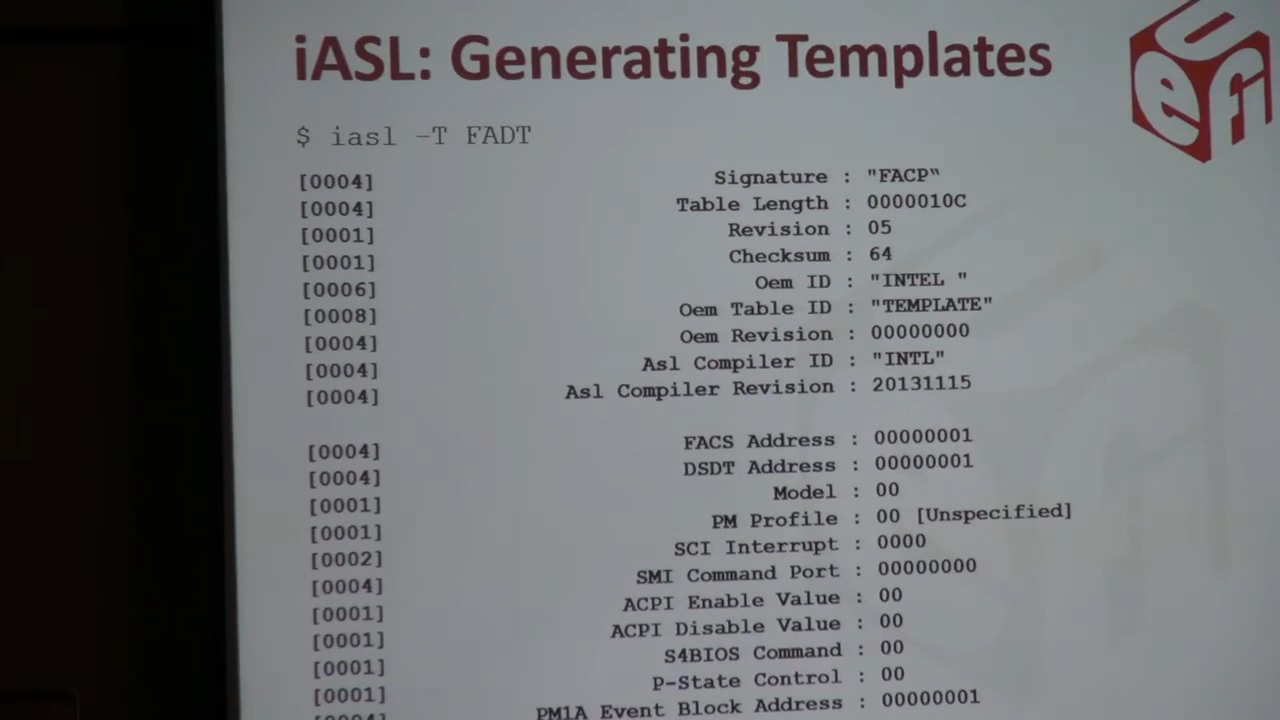 iASL: Generating Templates
UEFI
$ iasl –T FADT
[0004] Signature : "FACP“
[0004] Table Length : 0000010C
[0001] Revision : 05
[0001] Checksum : 64
[0006] Oem ID : "INTEL "
[0008] Oem Table ID : "TEMPLATE"
[0004] Oem Revision : 00000000
[0004] Asl Compiler ID : "INTL"
[0004] Asl Compiler Revision : 20131115
[0004] FACS Address : 00000001
[0004] DSDT Address : 00000001
[0001] Model : 00
[0001] PM Profile : 00 [Unspecified]
[0002] SCI Interrupt : 0000
[0004] SMI Command Port : 00000000
[0001] ACPI Enable Value : 00
[0001] ACPI Disable Value : 00
[0001] S4BIOS Command : 00
[0001] P-State Control : 00
[0004] PM1A Event Block Address : 00000001